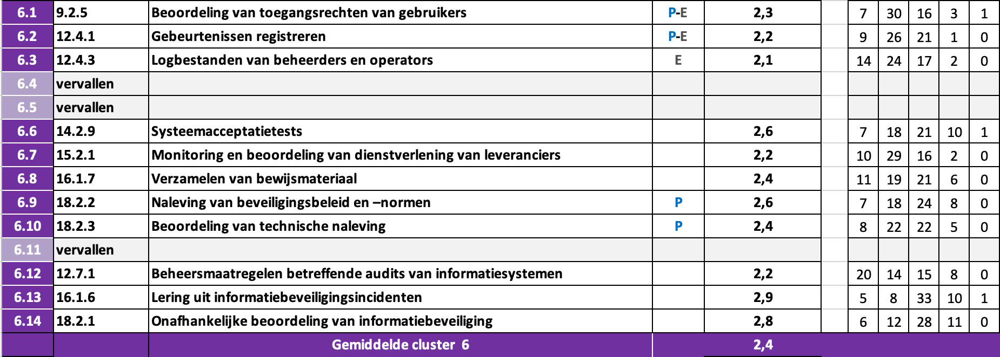 6.1 9.2.5 Beoordeling van toegangsrechten van gebruikers P-E 2,3 7 30 16 3 1
6.2 12.4.1 Gebeurtenissen registreren P-E 2,2 9 26 21 1 0
6.3 12.4.3 Logbestanden van beheerders en operators E 2,1 14 24 17 2 0
6.4 vervallen
6.5 vervallen
6.6 14.2.9 Systeemacceptatietests 2,6 7 18 21 10 1
6.7 15.2.1 Monitoring en beoordeling van dienstverlening van leveranciers 2,2 10 29 16 2 0
6.8 16.1.7 Verzamelen van bewijsmateriaal 2,4 11 19 21 6 0
6.9 18.2.2 Naleving van beveiligingsbeleid en –normen P 2,6 7 18 24 8 0
6.10 18.2.3 Beoordeling van technische naleving P 2,4 8 22 22 5 0
6.11 vervallen
6.12 12.7.1 Beheersmaatregelen betreffende audits van informatiesystemen 2,2 20 14 15 8 0
6.13 16.1.6 Lering uit informatiebeveiligingsincidenten 2,9 5 8 33 10 1
6.14 18.2.1 Onafhankelijke beoordeling van informatiebeveiliging 2,8 6 12 28 11 0
Gemiddelde cluster 6 2,4